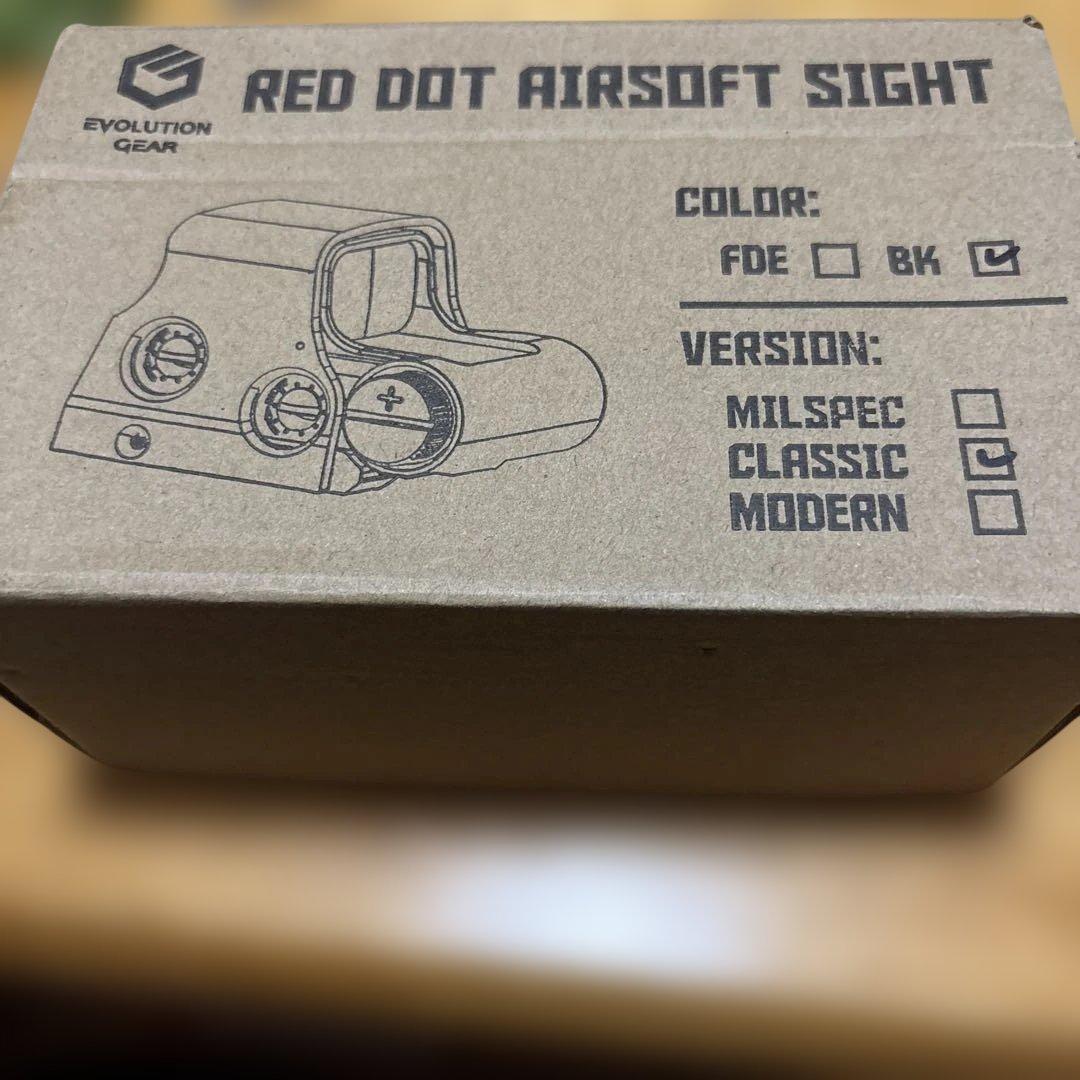 EVOLUTION
GEAR
RED DOT AIRSOFT SIGHT
COLOR:
FDE BK
VERSION:
MILSPEC
CLASSIC
MODERN